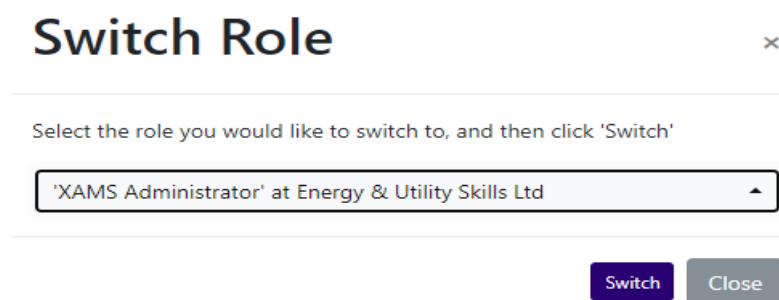 Switch Role
×
Select the role you would like to switch to, and then click 'Switch'
'XAMS Administrator' at Energy & Utility Skills Ltd
Switch Close